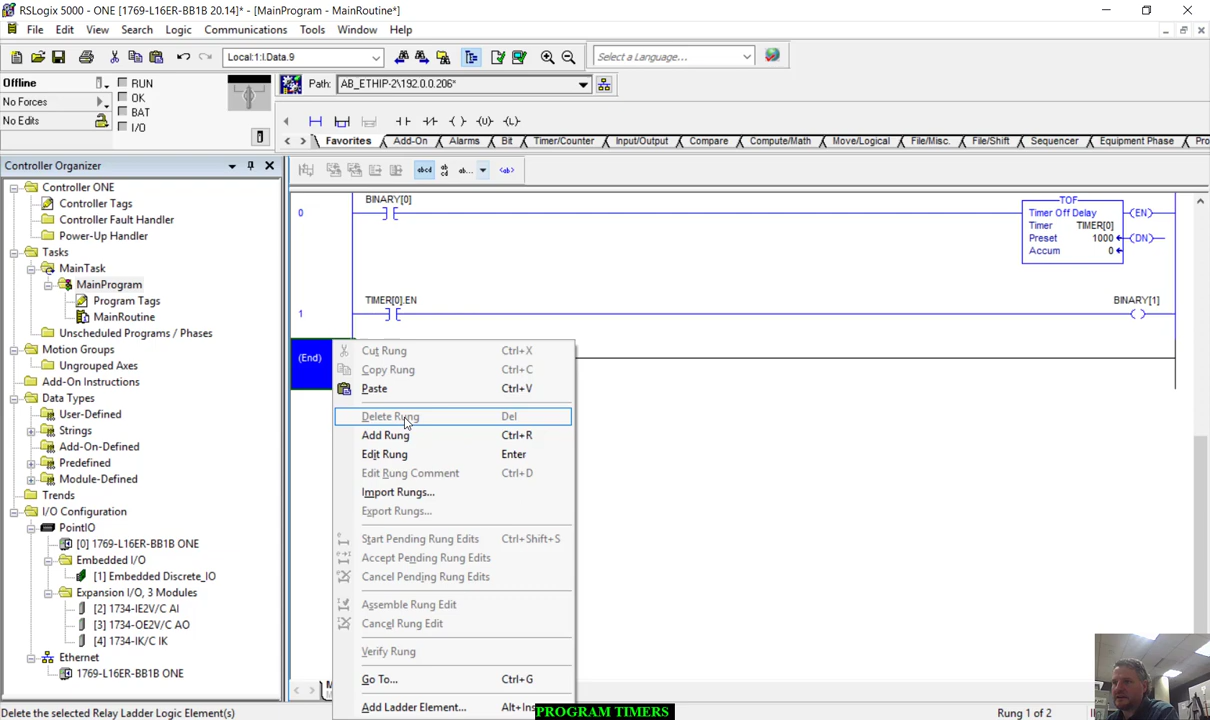 RSLogix 5000 - ONE [1769-L16ER-BB1B 20.14]* - [MainProgram - MainRoutine*]
File Edit View Search Logic Communications Tools Window Help
Local:1:I.Data.9
Select a Language...
Offline
RUN
No Forces
OK
No Edits
BAT
I/O
Path: AB_ETHIP-2\192.0.0.206*
Favorites Add-On Alarms Bit Timer/Counter Input/Output Compare Compute/Math Move/Logical File/Misc. File/Shift Sequencer Equipment Phase
Controller Organizer
Controller ONE
Controller Tags
Controller Fault Handler
Power-Up Handler
Tasks
MainTask
MainProgram
Program Tags
MainRoutine
Unscheduled Programs / Phases
Motion Groups
Ungrouped Axes
Add-On Instructions
Data Types
User-Defined
Strings
Add-On-Defined
Predefined
Module-Defined
Trends
I/O Configuration
PointIO
[0] 1769-L16ER-BB1B ONE
Embedded I/O
[1] Embedded Discrete_IO
Expansion I/O, 3 Modules
[2] 1734-IE2V/C AI
[3] 1734-OE2V/C AO
[4] 1734-IK/C IK
Ethernet
1769-L16ER-BB1B ONE
0
BINARY[0]
TOF
Timer Off Delay
Timer TIMER[0]
Preset 1000
Accum 0
EN
DN
1
TIMER[0].EN
BINARY[1]
(End)
Cut Rung Ctrl+X
Copy Rung Ctrl+C
Paste Ctrl+V
Delete Rung Del
Add Rung Ctrl+R
Edit Rung Enter
Edit Rung Comment Ctrl+D
Import Rungs...
Export Rungs...
Start Pending Rung Edits Ctrl+Shift+S
Accept Pending Rung Edits
Cancel Pending Rung Edits
Assemble Rung Edit
Cancel Rung Edit
Verify Rung
Go To... Ctrl+G
Add Ladder Element... Alt+Ins
PROGRAM TIMERS
Delete the selected Relay Ladder Logic Element(s)
Rung 1 of 2